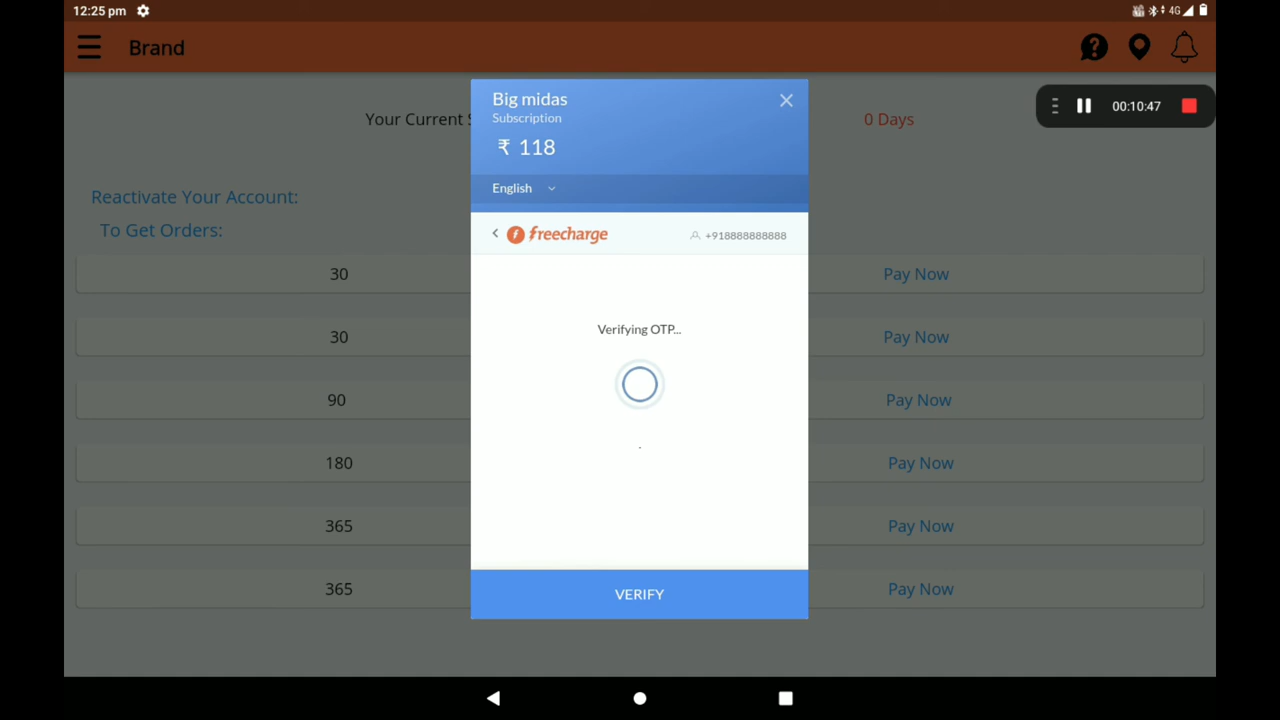 12:25 pm
4G
Brand
Big midas
Subscription
₹ 118
English
Your Current S
0 Days
00:10:47
Reactivate Your Account:
To Get Orders:
freecharge
+918888888888
30
Pay Now
Verifying OTP...
30
Pay Now
90
Pay Now
180
Pay Now
365
Pay Now
365
Pay Now
VERIFY